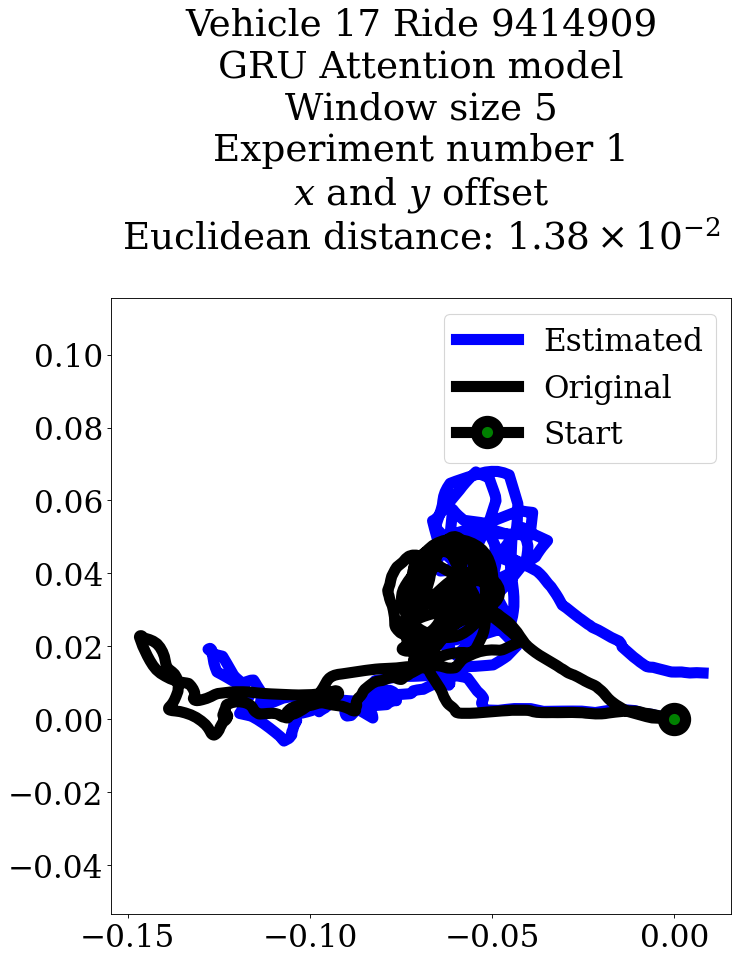 Vehicle 17 Ride 9414909
GRU Attention model
Window size 5
Experiment number 1
x and y offset
Euclidean distance: 1.38 × 10⁻²
Estimated
Original
Start
0.10
0.08
0.06
0.04
0.02
0.00
−0.02
−0.04
−0.15 −0.10 −0.05 0.00